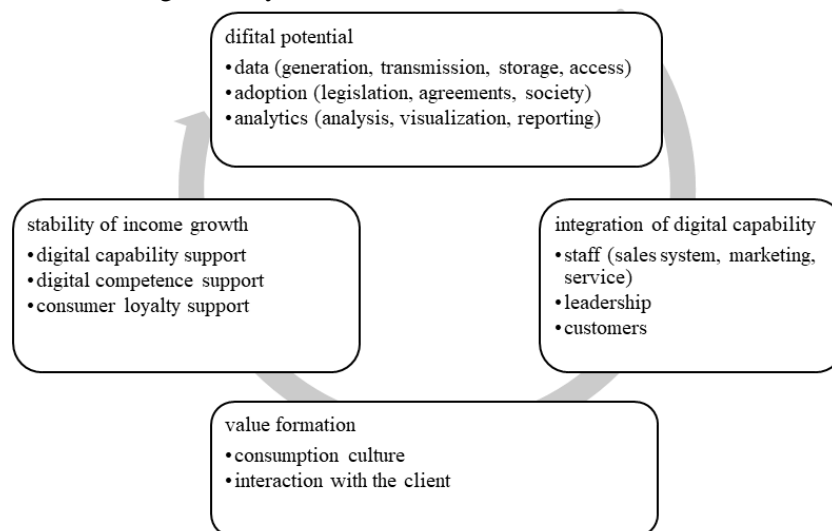 difital potential
•data (generation, transmission, storage, access)
•adoption (legislation, agreements, society)
•analytics (analysis, visualization, reporting)
stability of income growth
•digital capability support
•digital competence support
•consumer loyalty support
integration of digital capability
•staff (sales system, marketing,
service)
•leadership
•customers
value formation
•consumption culture
•interaction with the client